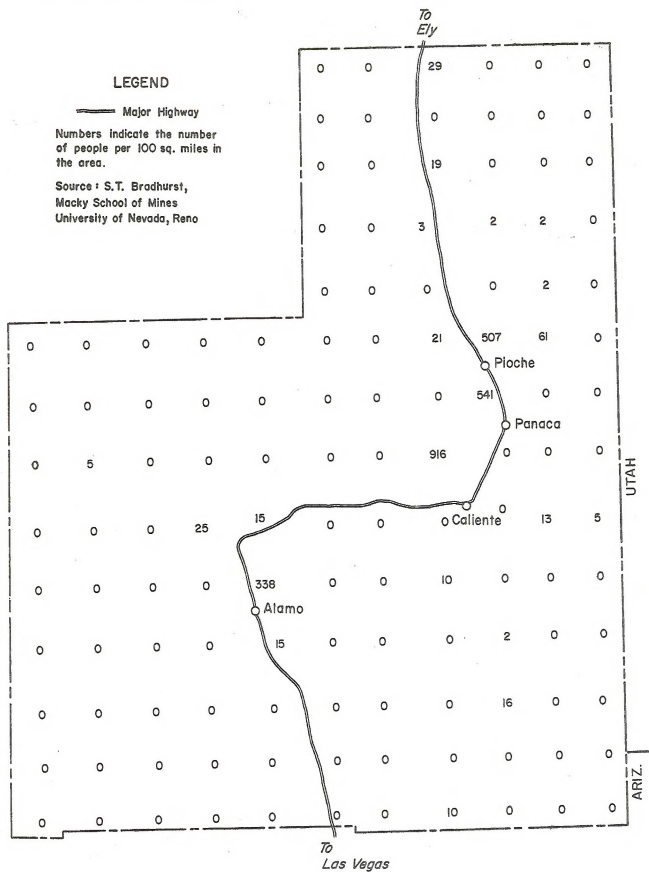 To
Ely
LEGEND
Major Highway
Numbers indicate the number
of people per 100 sq. miles in
the area.
Source: S.T. Bradhurst,
Macky School of Mines
University of Nevada, Reno
0 0 29 0 0 0
0 0 0 0 0 0
0 0 19 0 0 0
0 0 3 2 2 0
0 0 0 0 2 0
0 0 0 0 0 0 0 21 507 61 0
Pioche
0 0 0 0 0 0 0 0 541 0 0
Panaca
0 5 0 0 0 0 0 916 0 0 0
UTAH
0 0 0 25 15 0 0 0 Caliente 0 13 5
0 0 0 0 338 0 0 10 0 0 0
Alamo
0 0 0 0 15 0 0 0 2 0 0
0 0 0 0 0 0 0 0 16 0 0
0 0 0 0 0 0 0 0 0 0 0
ARIZ.
0 0 0 0 0 0 0 10 0 0 0
To
Las Vegas